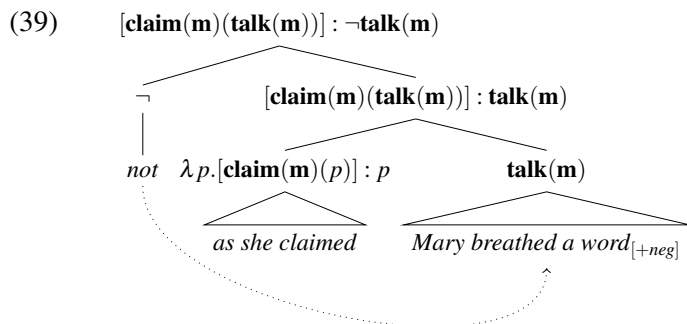 (39) [claim(m)(talk(m))] : ¬talk(m)
¬ [claim(m)(talk(m))] : talk(m)
not λp.[claim(m)(p)] : p talk(m)
as she claimed Mary breathed a word[+neg]